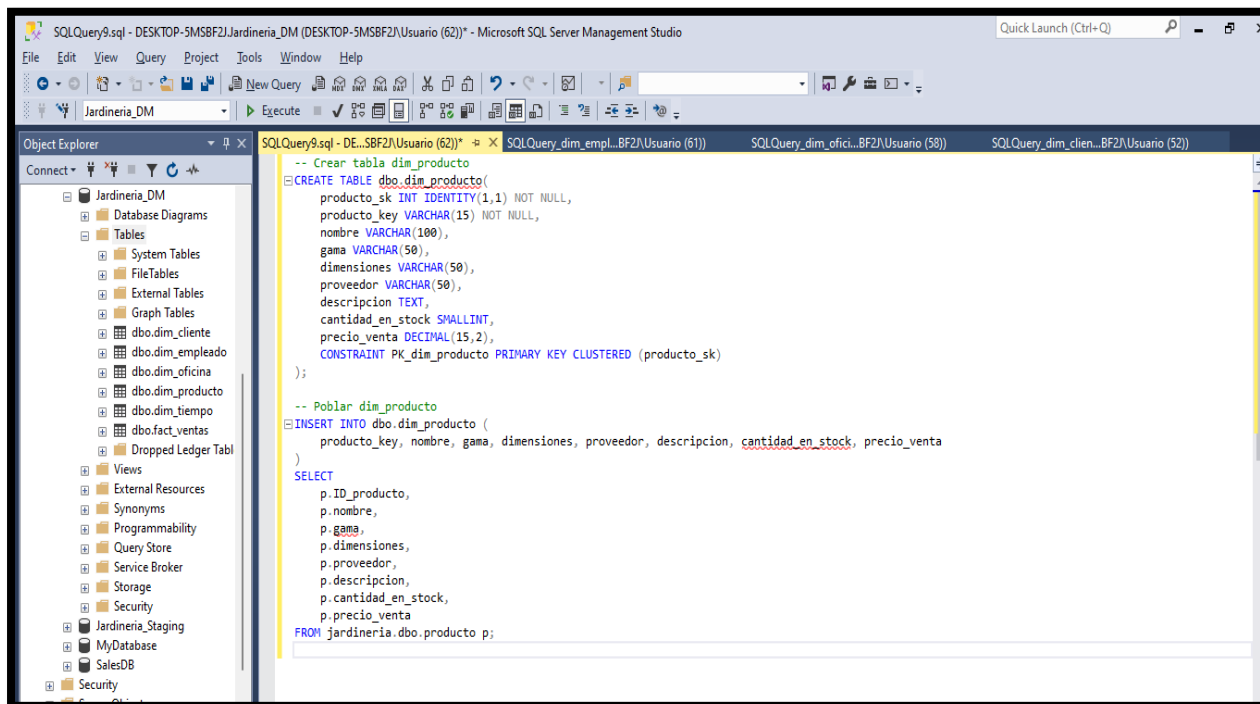 SQLQuery9.sql - DESKTOP-5MSBF2J.Jardineria_DM (DESKTOP-5MSBF2J\Usuario (62))* - Microsoft SQL Server Management Studio
Quick Launch (Ctrl+Q)
File Edit View Query Project Tools Window Help
New Query
MDX DMX XMLA DAX
Jardineria_DM
Execute
Object Explorer
SQLQuery9.sql - DE...SBF2J\Usuario (62))*
SQLQuery_dim_empl...BF2J\Usuario (61))
SQLQuery_dim_ofici...BF2J\Usuario (58))
SQLQuery_dim_clien...BF2J\Usuario (52))
Connect
Jardineria_DM
Database Diagrams
Tables
System Tables
FileTables
External Tables
Graph Tables
dbo.dim_cliente
dbo.dim_empleado
dbo.dim_oficina
dbo.dim_producto
dbo.dim_tiempo
dbo.fact_ventas
Dropped Ledger Tabl
Views
External Resources
Synonyms
Programmability
Query Store
Service Broker
Storage
Security
Jardineria_Staging
MyDatabase
SalesDB
Security
-- Crear tabla dim_producto
CREATE TABLE dbo.dim_producto(
producto_sk INT IDENTITY(1,1) NOT NULL,
producto_key VARCHAR(15) NOT NULL,
nombre VARCHAR(100),
gama VARCHAR(50),
dimensiones VARCHAR(50),
proveedor VARCHAR(50),
descripcion TEXT,
cantidad_en_stock SMALLINT,
precio_venta DECIMAL(15,2),
CONSTRAINT PK_dim_producto PRIMARY KEY CLUSTERED (producto_sk)
);
-- Poblar dim_producto
INSERT INTO dbo.dim_producto (
producto_key, nombre, gama, dimensiones, proveedor, descripcion, cantidad_en_stock, precio_venta
)
SELECT
p.ID_producto,
p.nombre,
p.gama,
p.dimensiones,
p.proveedor,
p.descripcion,
p.cantidad_en_stock,
p.precio_venta
FROM jardineria.dbo.producto p;